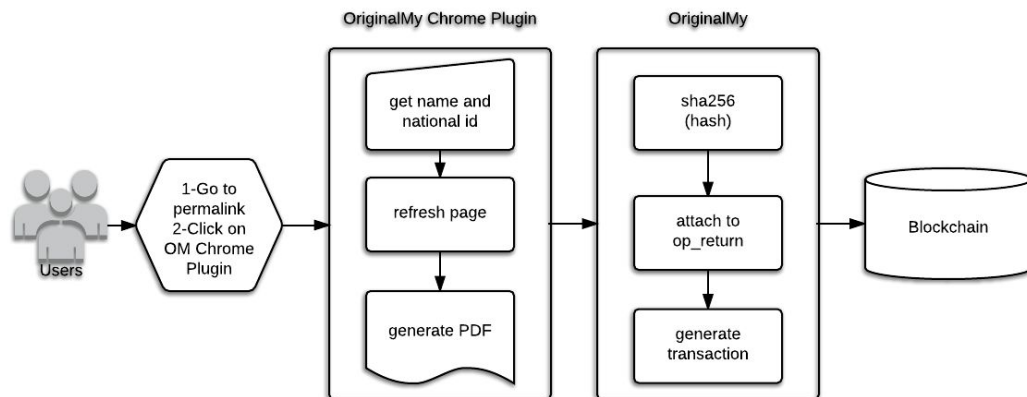 OriginalMy Chrome Plugin
OriginalMy
Users
1-Go to
permalink
2-Click on
OM Chrome
Plugin
get name and
national id
refresh page
generate PDF
sha256
(hash)
attach to
op_return
generate
transaction
Blockchain